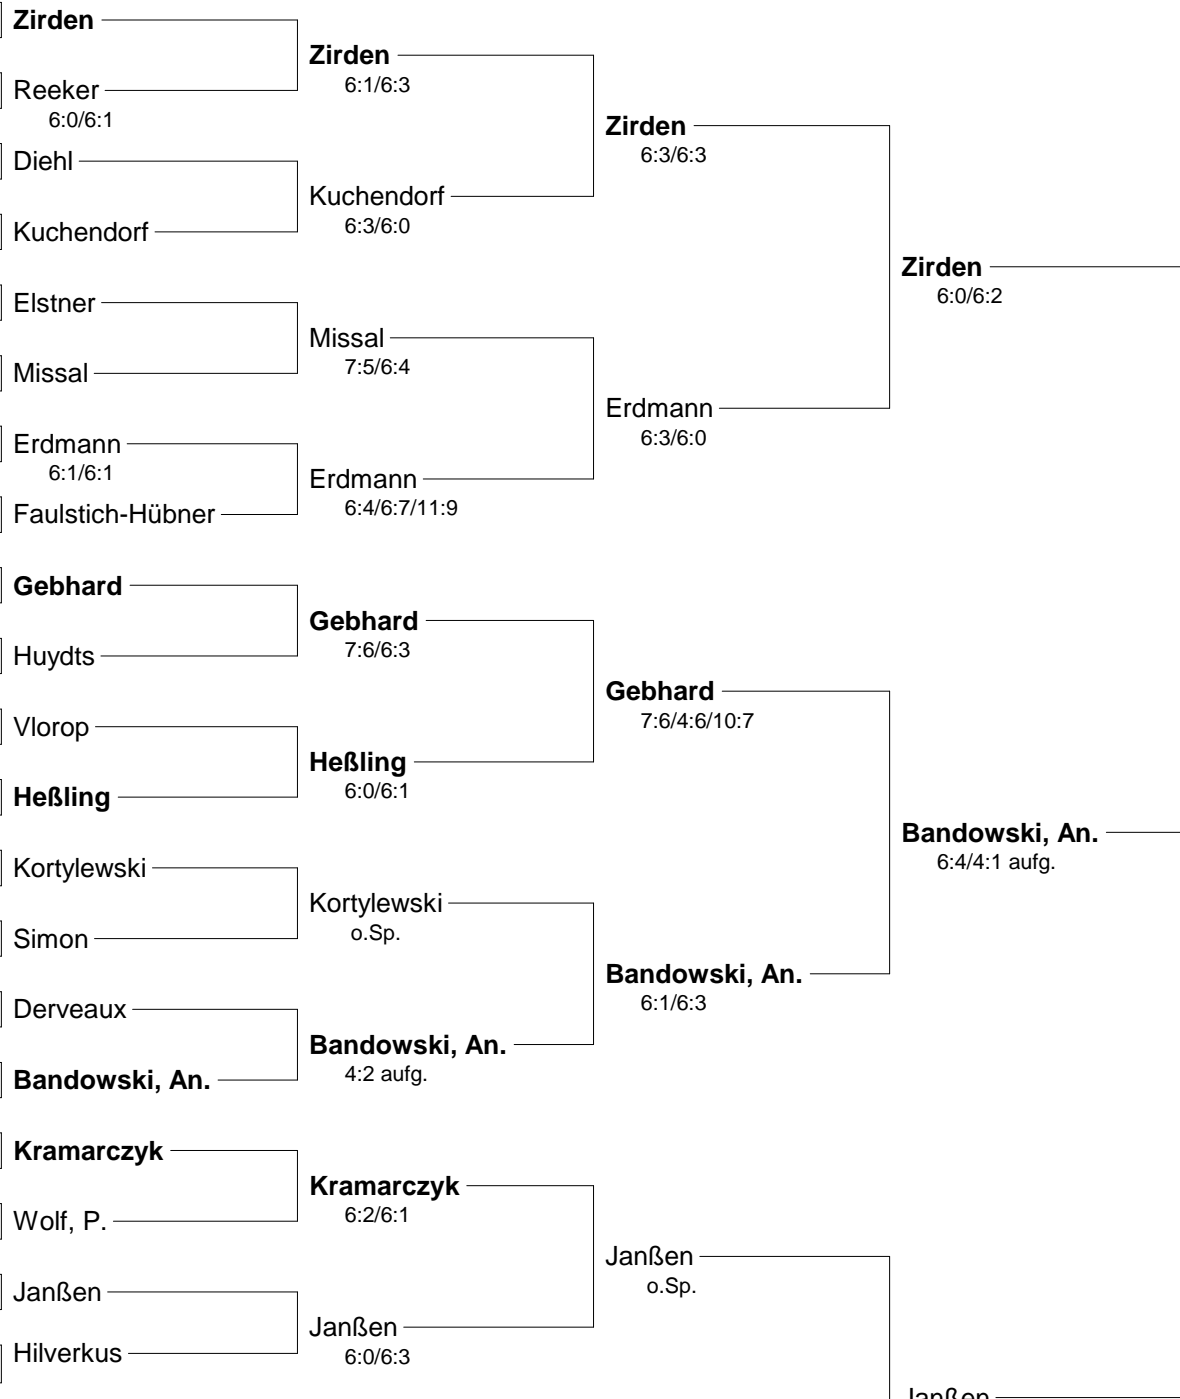 Zirden
Reeker
6:0/6:1
Diehl
Kuchendorf
Elstner
Missal
Erdmann
6:1/6:1
Faulstich-Hübner
Gebhard
Huydts
Vlorop
Heßling
Kortylewski
Simon
Derveaux
Bandowski, An.
Kramarczyk
Wolf, P.
Janßen
Hilverkus
Zirden
6:1/6:3
Kuchendorf
6:3/6:0
Missal
7:5/6:4
Erdmann
6:4/6:7/11:9
Gebhard
7:6/6:3
Heßling
6:0/6:1
Kortylewski
o.Sp.
Bandowski, An.
4:2 aufg.
Kramarczyk
6:2/6:1
Janßen
6:0/6:3
Zirden
6:3/6:3
Erdmann
6:3/6:0
Gebhard
7:6/4:6/10:7
Bandowski, An.
6:1/6:3
Janßen
o.Sp.
Zirden
6:0/6:2
Bandowski, An.
6:4/4:1 aufg.
Janßen